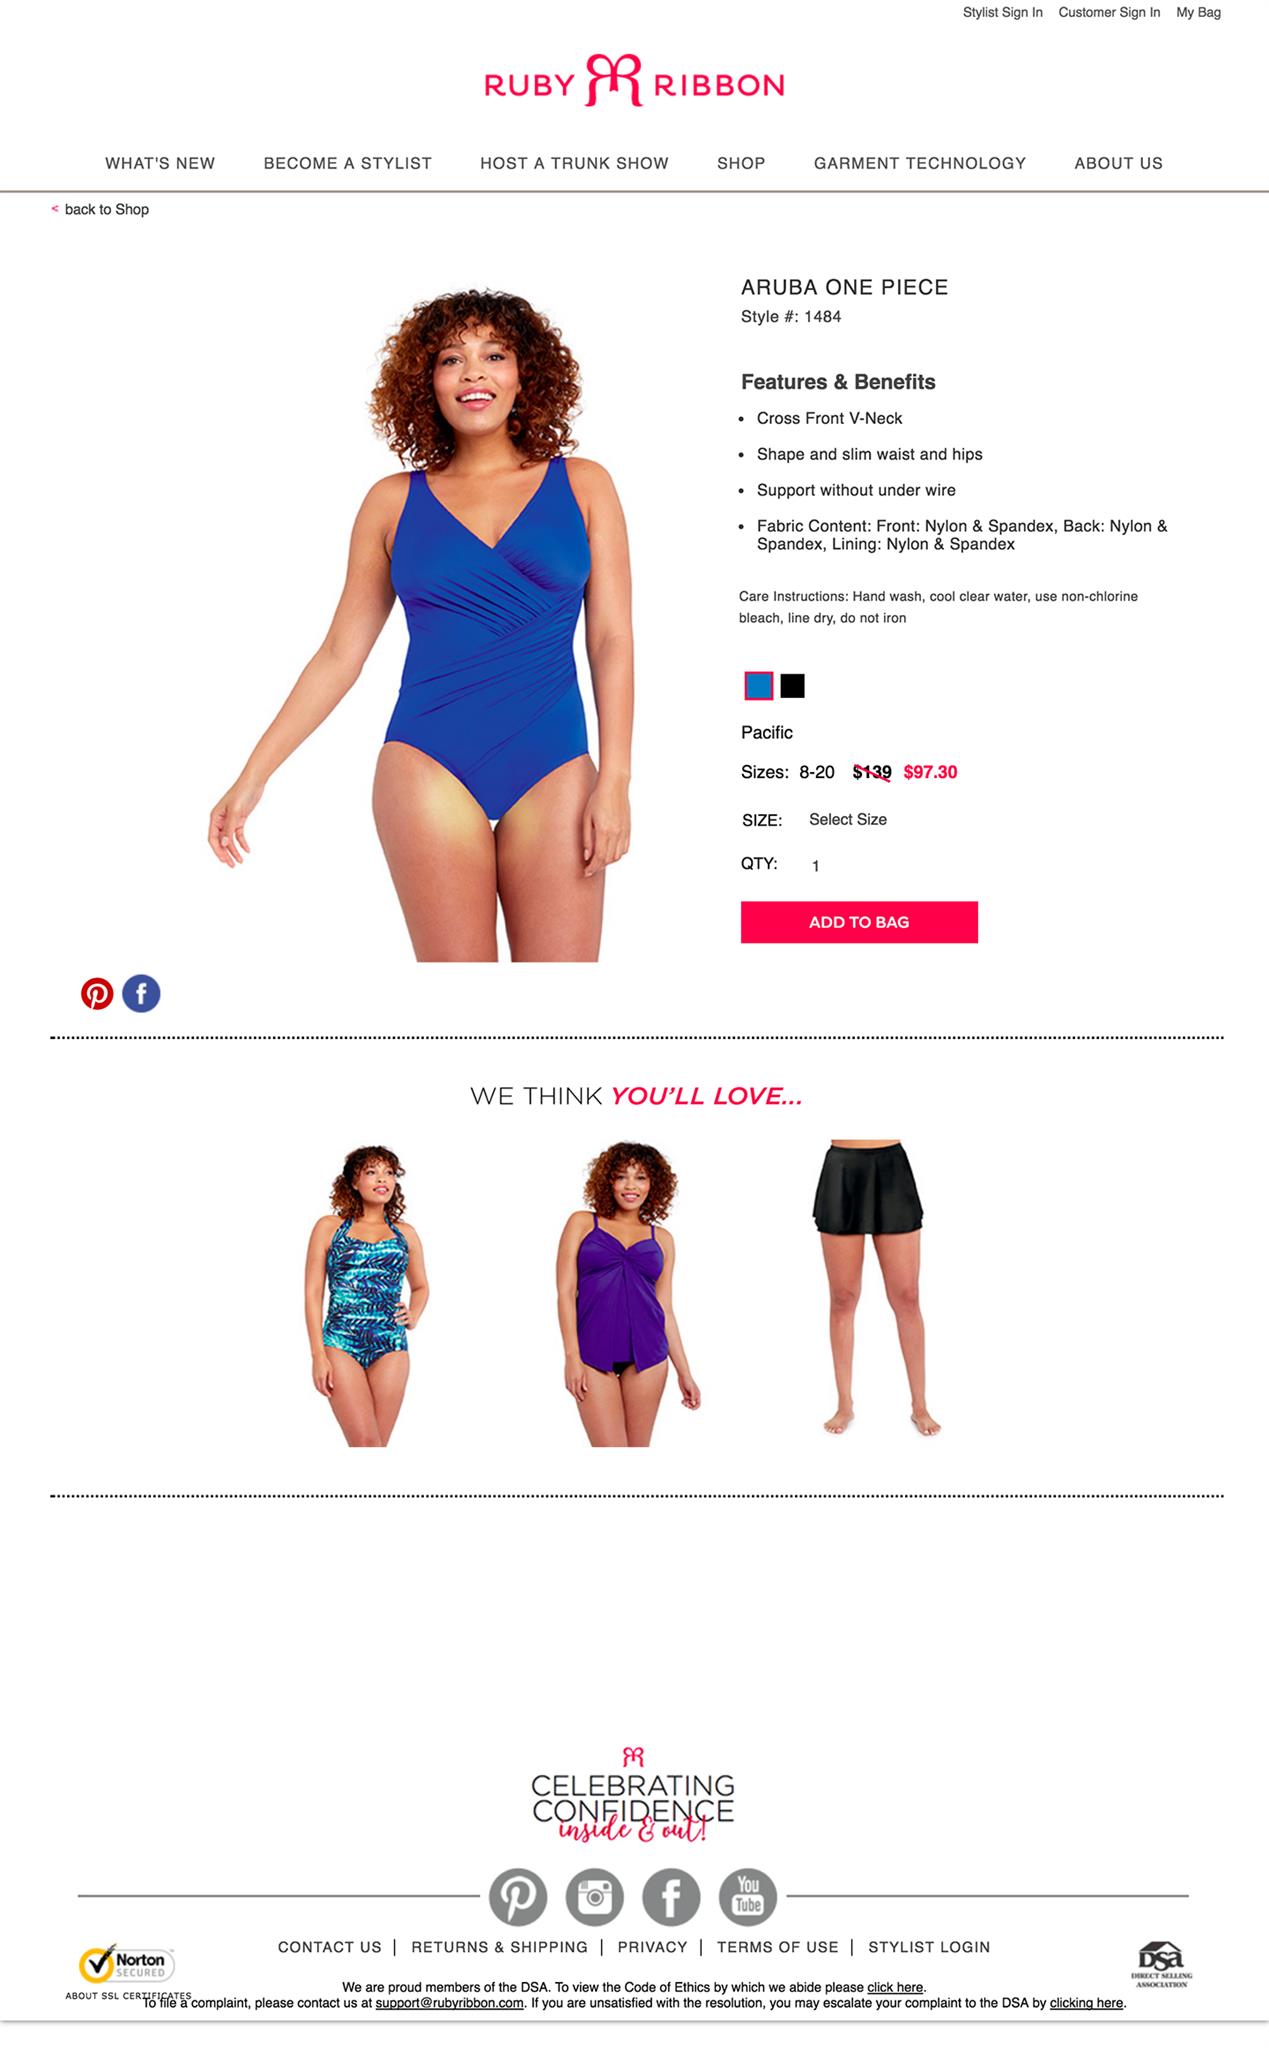 Stylist Sign In Customer Sign In My Bag
RUBY RIBBON
WHAT'S NEW BECOME A STYLIST HOST A TRUNK SHOW SHOP GARMENT TECHNOLOGY ABOUT US
< back to Shop
ARUBA ONE PIECE
Style #: 1484
Features & Benefits
• Cross Front V-Neck
• Shape and slim waist and hips
• Support without under wire
• Fabric Content: Front: Nylon & Spandex, Back: Nylon &
Spandex, Lining: Nylon & Spandex
Care Instructions: Hand wash, cool clear water, use non-chlorine
bleach, line dry, do not iron
Pacific
Sizes: 8-20 $139 $97.30
SIZE: Select Size
QTY: 1
ADD TO BAG
WE THINK YOU'LL LOVE...
CELEBRATING
CONFIDENCE
inside & out!
You
Tube
CONTACT US | RETURNS & SHIPPING | PRIVACY | TERMS OF USE | STYLIST LOGIN
Norton
SECURED
ABOUT SSL CERTIFICATES
DSA
DIRECT SELLING
ASSOCIATION
We are proud members of the DSA. To view the Code of Ethics by which we abide please click here.
To file a complaint, please contact us at support@rubyribbon.com. If you are unsatisfied with the resolution, you may escalate your complaint to the DSA by clicking here.